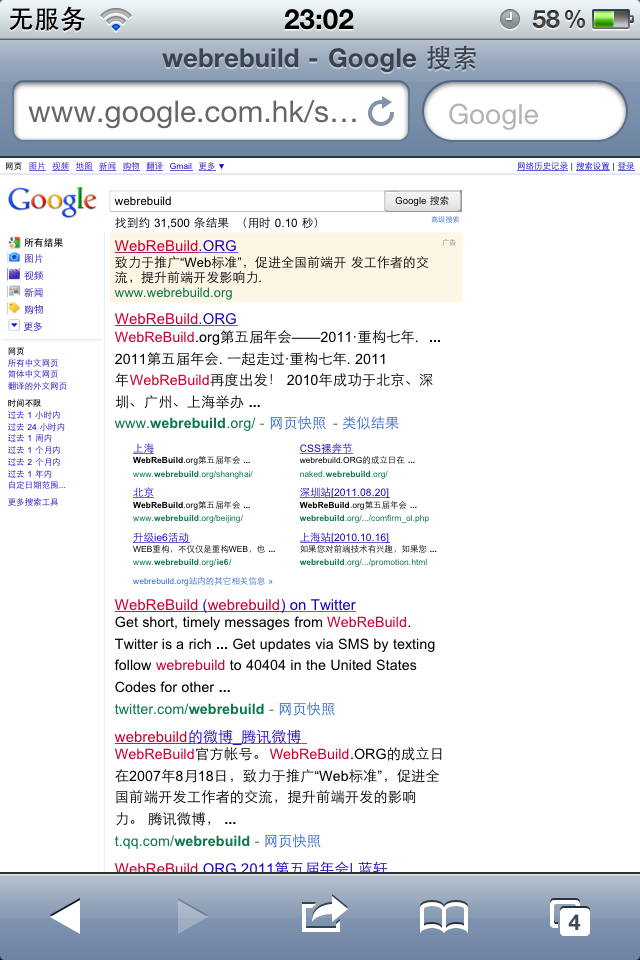 无服务 23:02 58 %
webrebuild - Google 搜索
www.google.com.hk/s... Google
网页 图片 视频 地图 新闻 购物 翻译 Gmail 更多 ▼ 网络历史记录 | 搜索设置 | 登录
Google webrebuild Google 搜索
找到约 31,500 条结果 （用时 0.10 秒） 高级搜索
所有结果
图片
视频
新闻
购物
更多
网页
所有中文网页
简体中文网页
翻译的外文网页
时间不限
过去 1 小时内
过去 24 小时内
过去 1 周内
过去 1 个月内
过去 2 个月内
过去 1 年内
自定日期范围...
更多搜索工具
WebReBuild.ORG 广告
致力于推广“Web标准”，促进全国前端开 发工作者的交
流，提升前端开发影响力.
www.webrebuild.org
WebReBuild.ORG
WebReBuild.org第五届年会——2011·重构七年. ...
2011第五届年会. 一起走过·重构七年. 2011
年WebReBuild再度出发！ 2010年成功于北京、深
圳、广州、上海举办 ...
www.webrebuild.org/ - 网页快照 - 类似结果
上海 CSS裸奔节
WebReBuild.org第五届年会 ... webrebuild.ORG的成立日在 ...
www.webrebuild.org/shanghai/ naked.webrebuild.org/
北京 深圳站[2011.08.20]
WebReBuild.org第五届年会 ... WebReBuild.org第五届年会 ...
www.webrebuild.org/beijing/ webrebuild.org/.../comfirm_ol.php
升级ie6活动 上海站[2010.10.16]
WEB重构，不仅仅是重构WEB，也 ... 如果您对前端技术有兴趣，如果您 ...
www.webrebuild.org/ie6/ webrebuild.org/.../promotion.html
webrebuild.org站内的其它相关信息 »
WebReBuild (webrebuild) on Twitter
Get short, timely messages from WebReBuild.
Twitter is a rich ... Get updates via SMS by texting
follow webrebuild to 40404 in the United States
Codes for other ...
twitter.com/webrebuild - 网页快照
webrebuild的微博_腾讯微博
WebReBuild官方帐号。 WebReBuild.ORG的成立日
在2007年8月18日，致力于推广“Web标准”，促进全
国前端开发工作者的交流，提升前端开发的影响
力。 腾讯微博， ...
t.qq.com/webrebuild - 网页快照
WebReBuild.ORG 2011第五届年会| 蓝轩
4